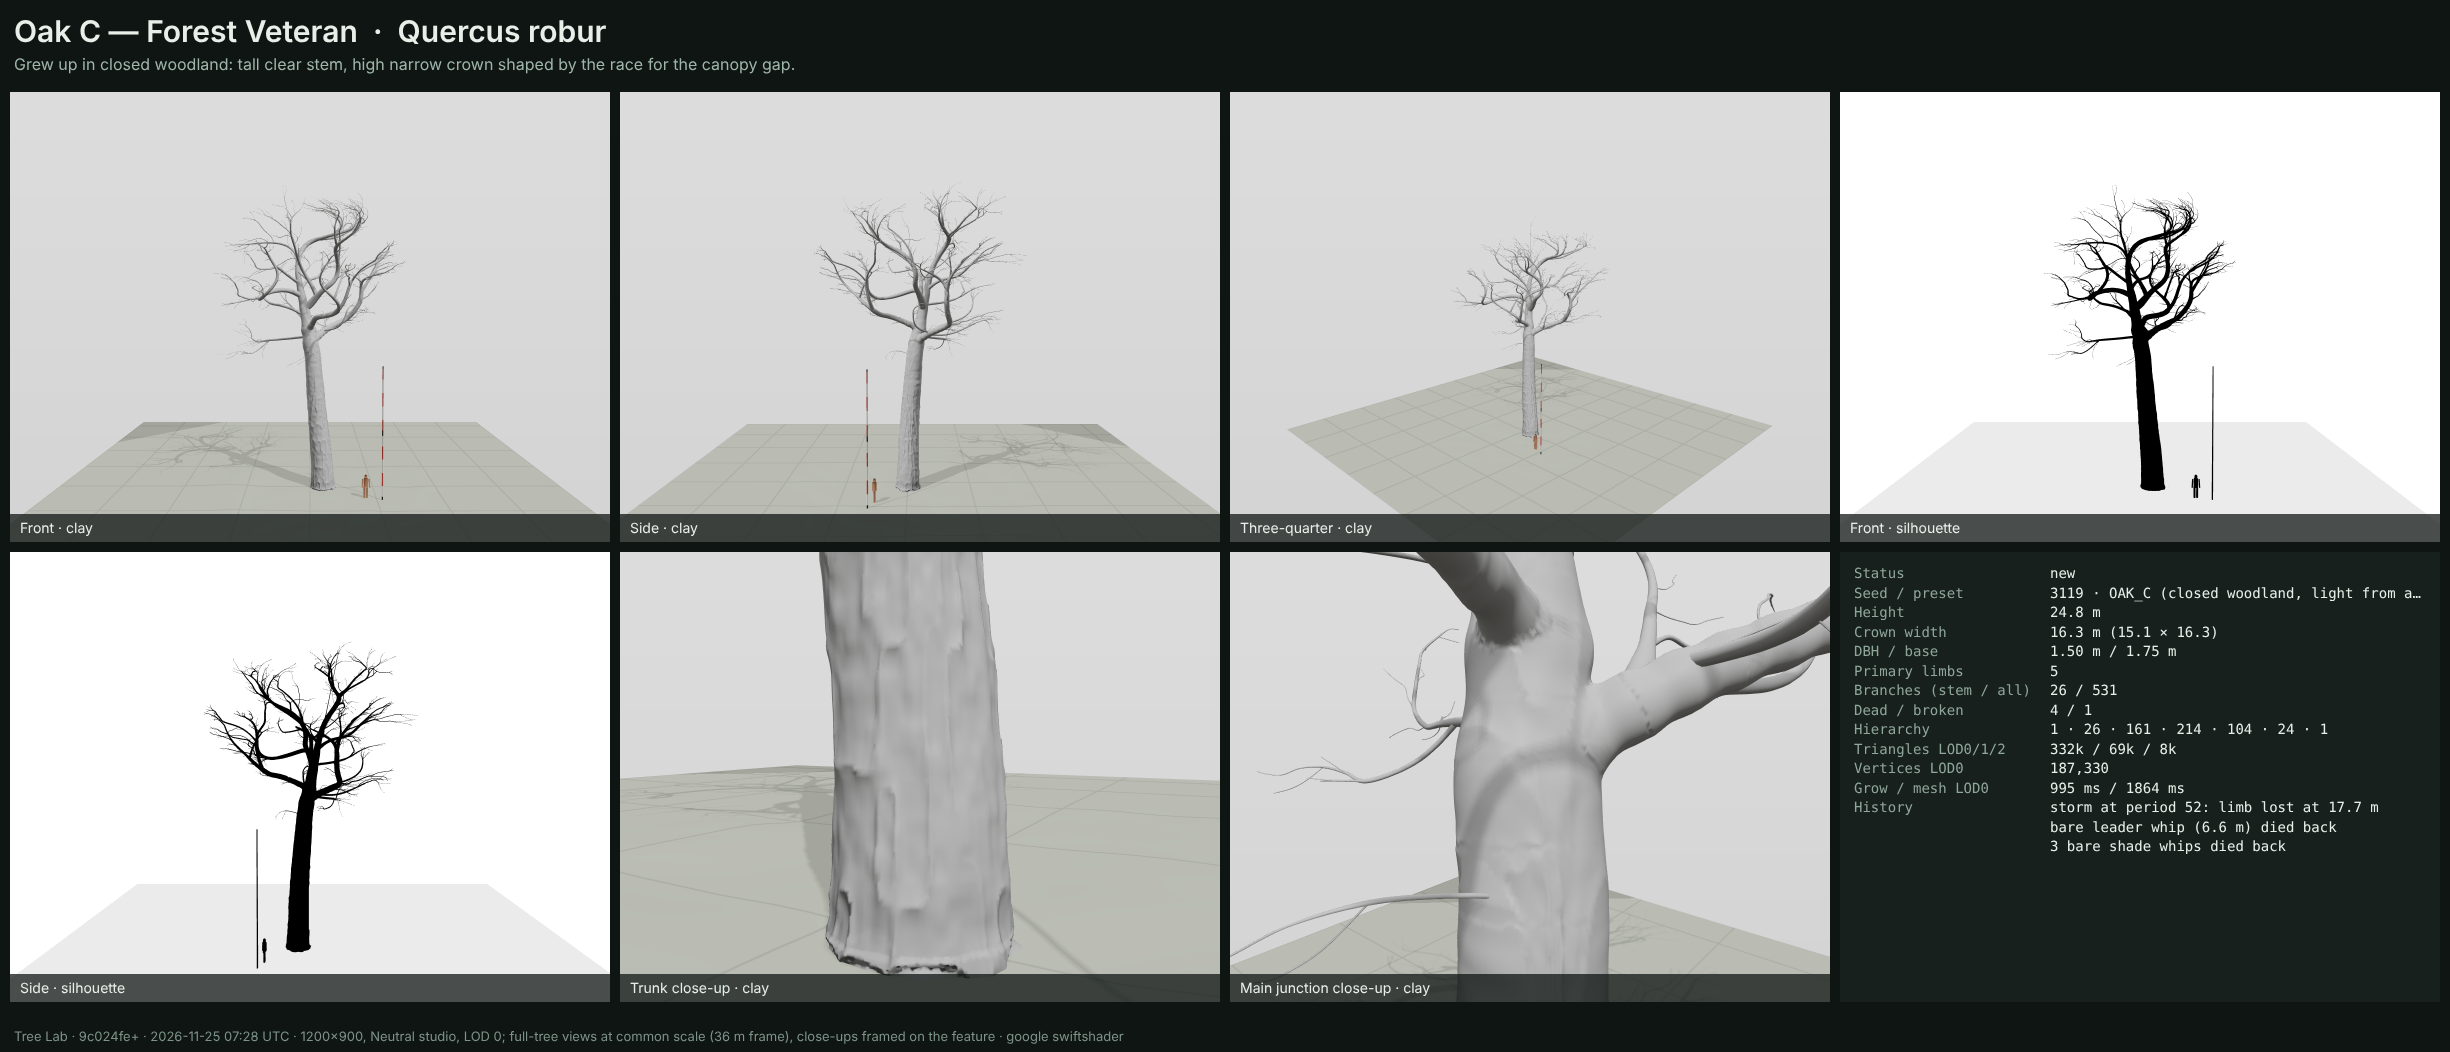 Oak C — Forest Veteran · Quercus robur
Grew up in closed woodland: tall clear stem, high narrow crown shaped by the race for the canopy gap.
Front · clay
Side · clay
Three-quarter · clay
Front · silhouette
Side · silhouette
Trunk close-up · clay
Main junction close-up · clay
Status new
Seed / preset 3119 · OAK_C (closed woodland, light from a…
Height 24.8 m
Crown width 16.3 m (15.1 × 16.3)
DBH / base 1.50 m / 1.75 m
Primary limbs 5
Branches (stem / all) 26 / 531
Dead / broken 4 / 1
Hierarchy 1 · 26 · 161 · 214 · 104 · 24 · 1
Triangles LOD0/1/2 332k / 69k / 8k
Vertices LOD0 187,330
Grow / mesh LOD0 995 ms / 1864 ms
History storm at period 52: limb lost at 17.7 m
bare leader whip (6.6 m) died back
3 bare shade whips died back
Tree Lab · 9c024fe+ · 2026-11-25 07:28 UTC · 1200×900, Neutral studio, LOD 0; full-tree views at common scale (36 m frame), close-ups framed on the feature · google swiftshader